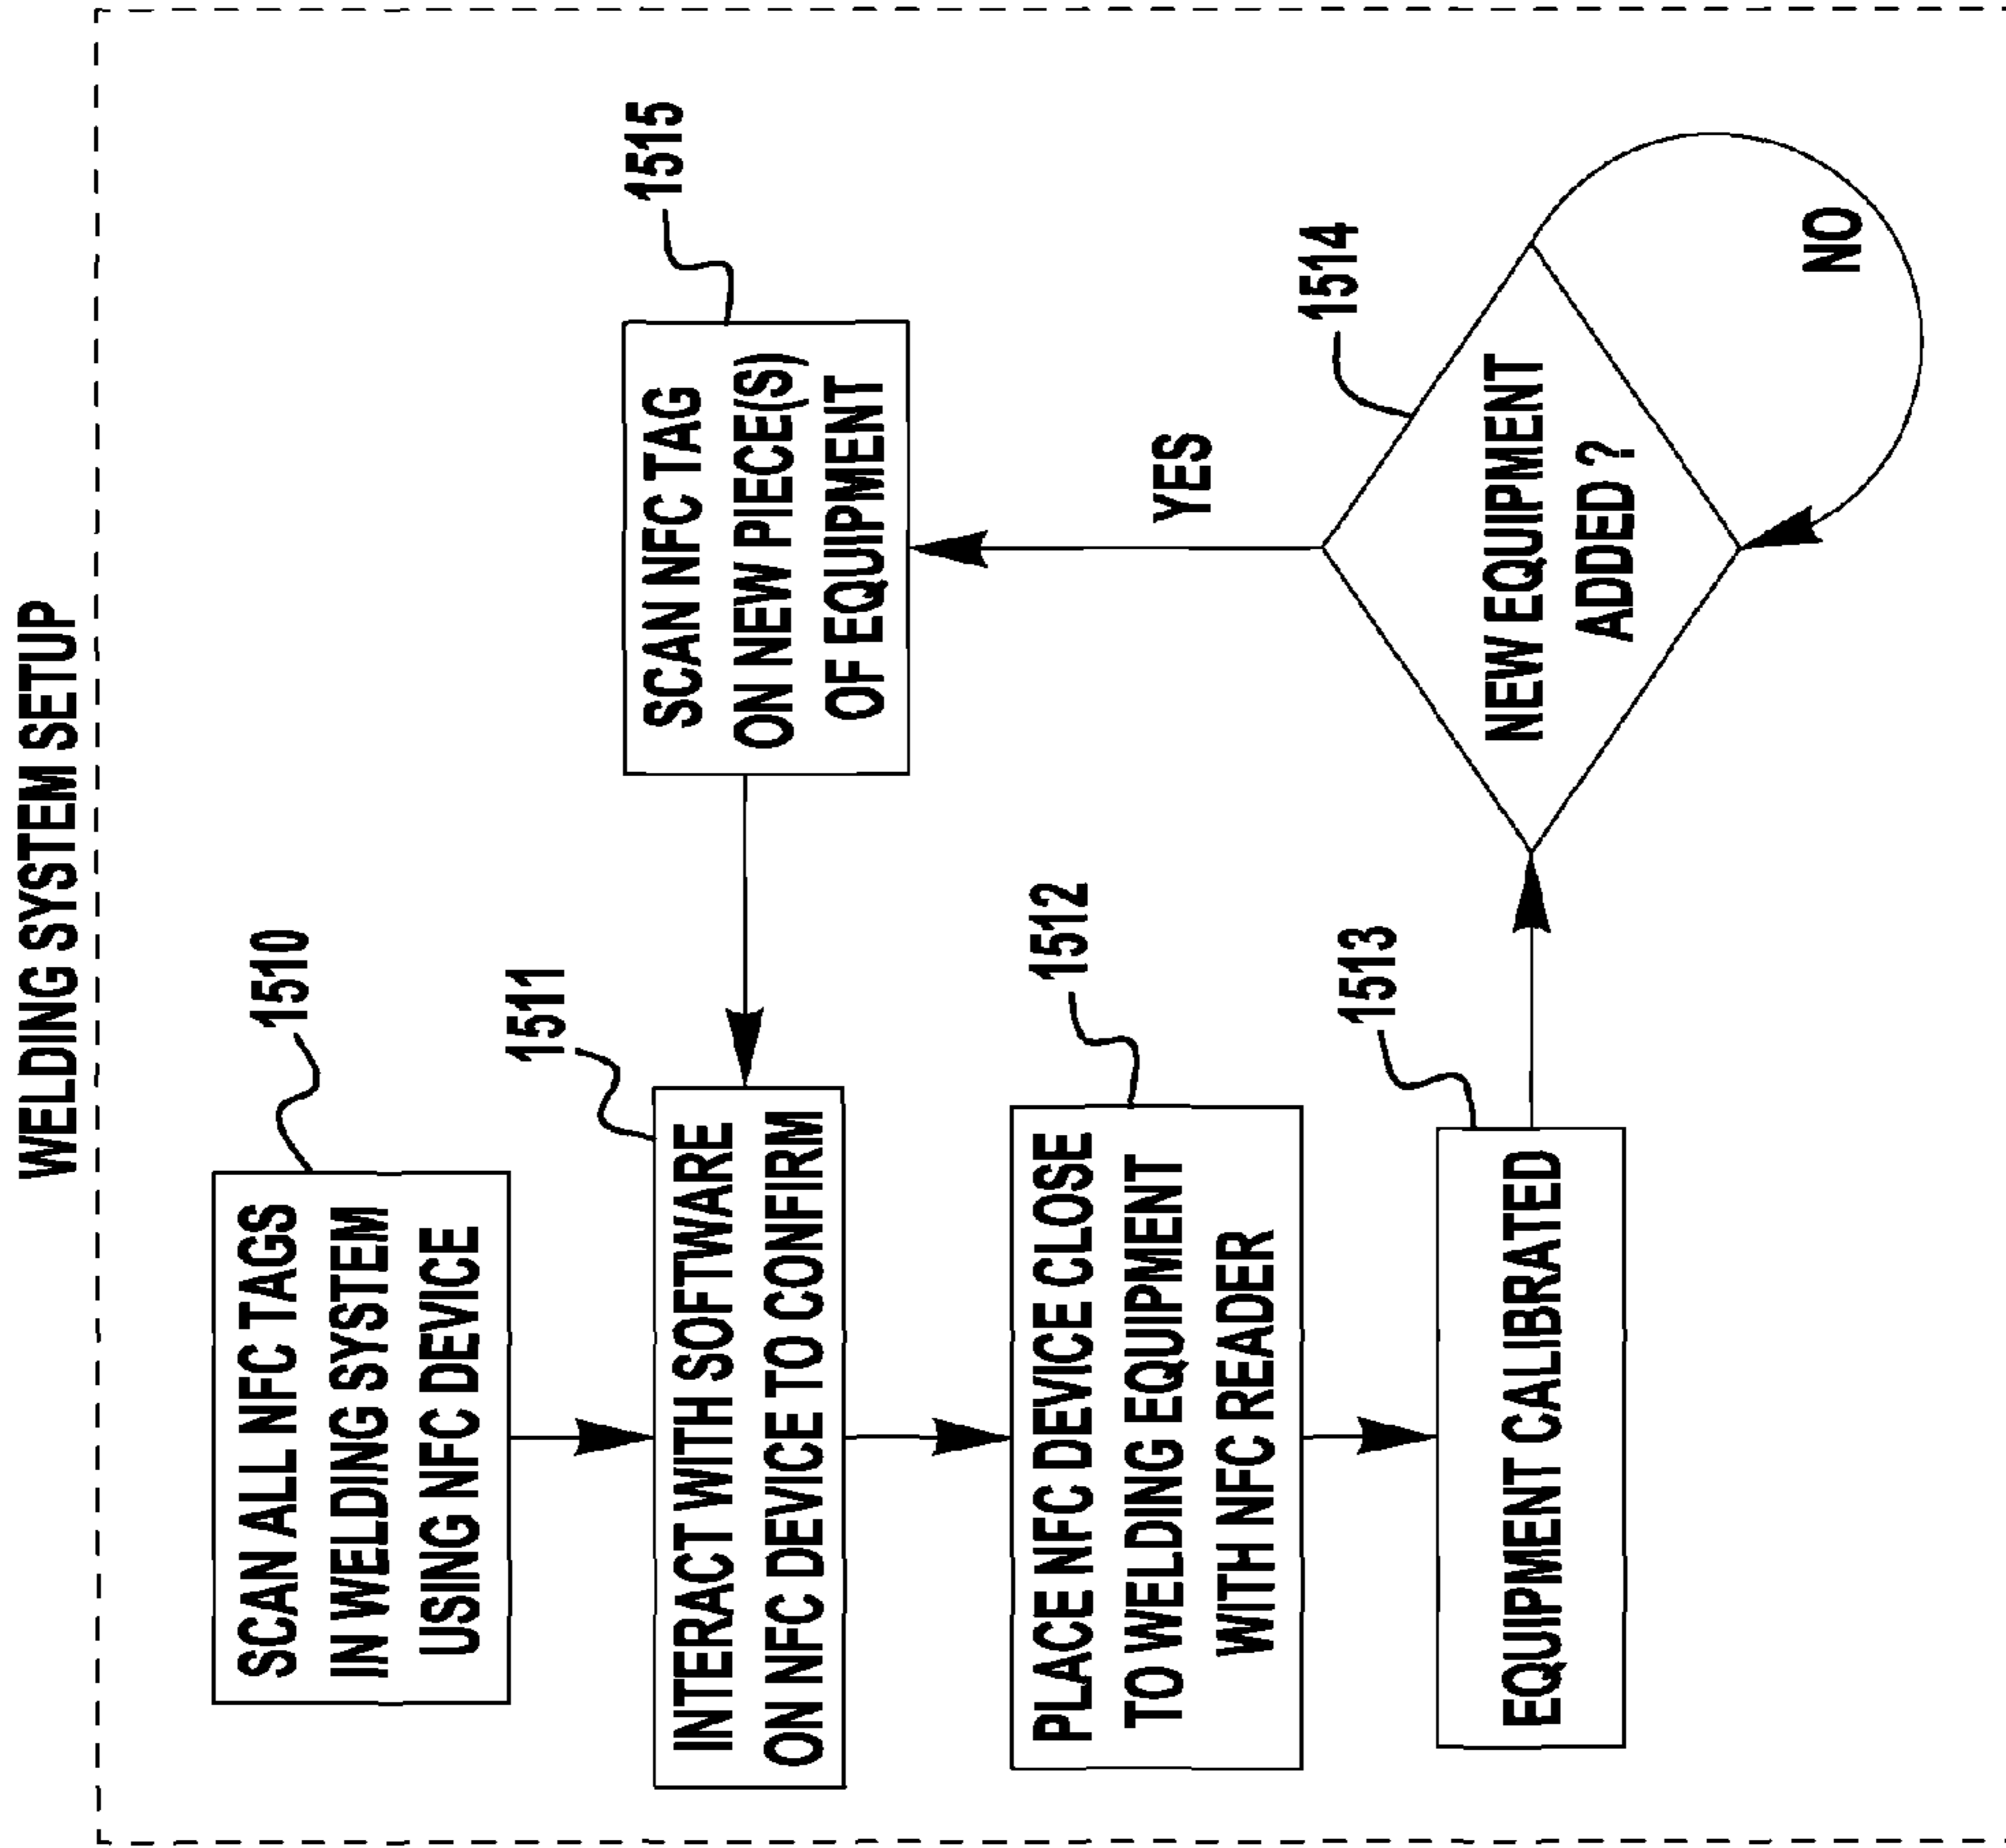 WELDING SYSTEM SETUP
1510
SCAN ALL NFC TAGS
IN WELDING SYSTEM
USING NFC DEVICE
1511
INTERACT WITH SOFTWARE
ON NFC DEVICE TO CONFIRM
1512
PLACE NFC DEVICE CLOSE
TO WELDING EQUIPMENT
WITH NFC READER
1513
EQUIPMENT CALIBRATED
1514
NEW EQUIPMENT
ADDED ?
NO
YES
1515
SCAN NFC TAG
ON NEW PIECE(S)
OF EQUIPMENT